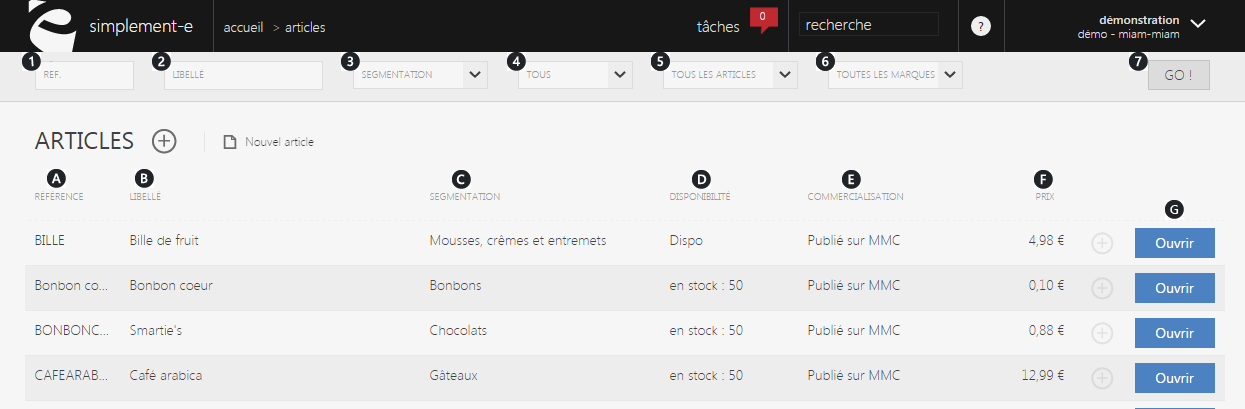 simplement-e accueil > articles tâches 0 recherche ? démonstration
démo - miam-miam
1 2 3 4 5 6 7
REF. LIBELLÉ SEGMENTATION TOUS TOUS LES ARTICLES TOUTES LES MARQUES GO !
ARTICLES Nouvel article
A B C D E F
RÉFÉRENCE LIBELLÉ SEGMENTATION DISPONIBILITÉ COMMERCIALISATION PRIX
G
BILLE Bille de fruit Mousses, crêmes et entremets Dispo Publié sur MMC 4,98 € Ouvrir
Bonbon co... Bonbon coeur Bonbons en stock : 50 Publié sur MMC 0,10 € Ouvrir
BONBONC... Smartie's Chocolats en stock : 50 Publié sur MMC 0,88 € Ouvrir
CAFEARAB... Café arabica Gâteaux en stock : 50 Publié sur MMC 12,99 € Ouvrir